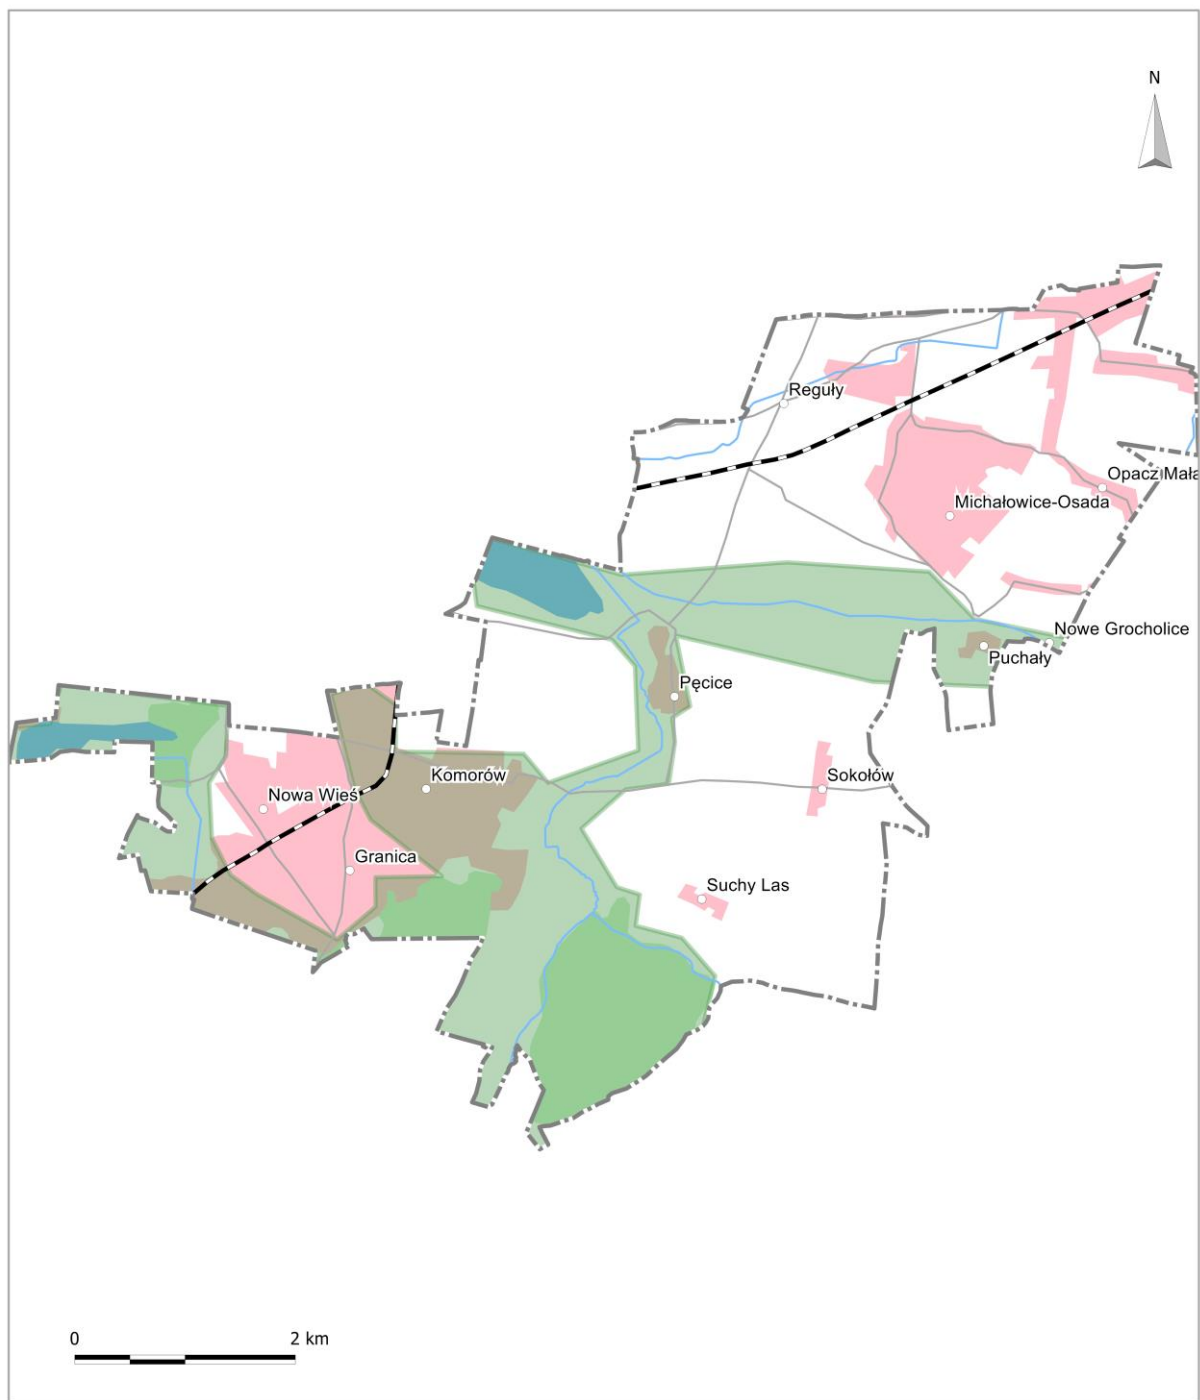 N
Reguły
Opacz Mała
Michałowice-Osada
Nowe Grocholice
Puchały
Pęcice
Komorów
Sokołów
Nowa Wieś
Granica
Suchy Las
0 2 km